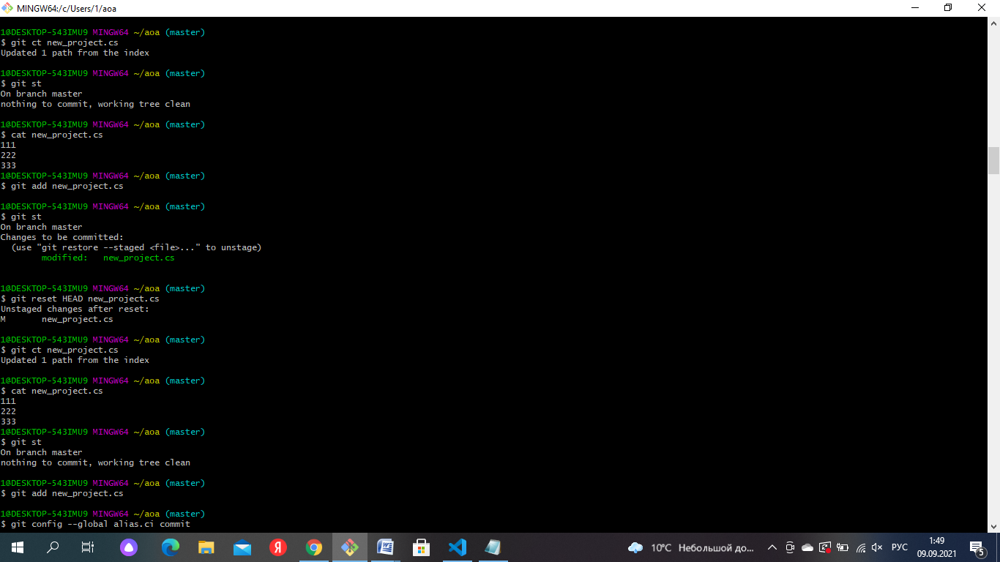 MINGW64:/c/Users/1/aoa
1@DESKTOP-543IMU9 MINGW64 ~/aoa (master)
$ git ct new_project.cs
Updated 1 path from the index
1@DESKTOP-543IMU9 MINGW64 ~/aoa (master)
$ git st
On branch master
nothing to commit, working tree clean
1@DESKTOP-543IMU9 MINGW64 ~/aoa (master)
$ cat new_project.cs
111
222
333
1@DESKTOP-543IMU9 MINGW64 ~/aoa (master)
$ git add new_project.cs
1@DESKTOP-543IMU9 MINGW64 ~/aoa (master)
$ git st
On branch master
Changes to be committed:
  (use "git restore --staged <file>..." to unstage)
        modified:   new_project.cs
1@DESKTOP-543IMU9 MINGW64 ~/aoa (master)
$ git reset HEAD new_project.cs
Unstaged changes after reset:
M       new_project.cs
1@DESKTOP-543IMU9 MINGW64 ~/aoa (master)
$ git ct new_project.cs
Updated 1 path from the index
1@DESKTOP-543IMU9 MINGW64 ~/aoa (master)
$ cat new_project.cs
111
222
333
1@DESKTOP-543IMU9 MINGW64 ~/aoa (master)
$ git st
On branch master
nothing to commit, working tree clean
1@DESKTOP-543IMU9 MINGW64 ~/aoa (master)
$ git add new_project.cs
1@DESKTOP-543IMU9 MINGW64 ~/aoa (master)
$ git config --global alias.ci commit
Я
10°C Небольшой до...
РУС
1:49
09.09.2021
5